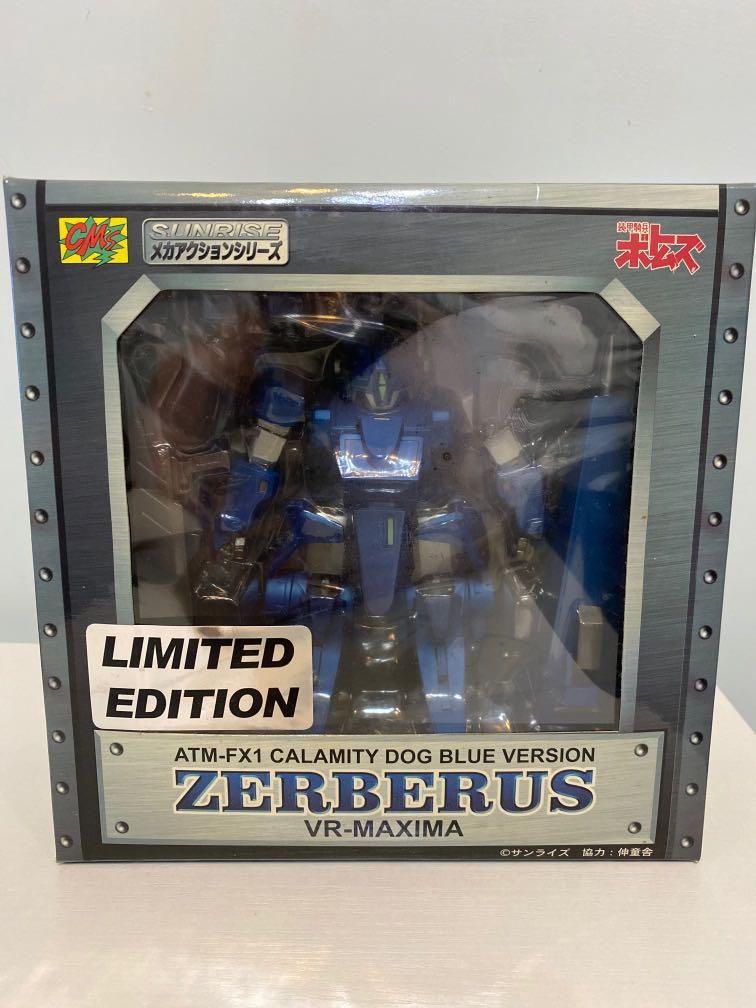 CM's
SUNRISE
メカアクションシリーズ
装甲騎兵
ボトムズ
LIMITED
EDITION
ATM-FX1 CALAMITY DOG BLUE VERSION
ZERBERUS
VR-MAXIMA
©サンライズ 協力：伸童舎